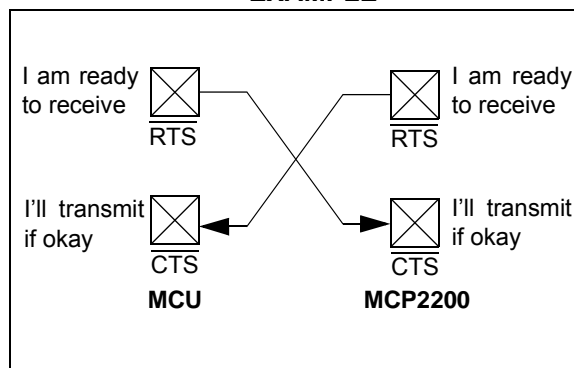 I am ready
to receive
RTS
I am ready
to receive
RTS
I'll transmit
if okay
CTS
I'll transmit
if okay
CTS
MCU
MCP2200